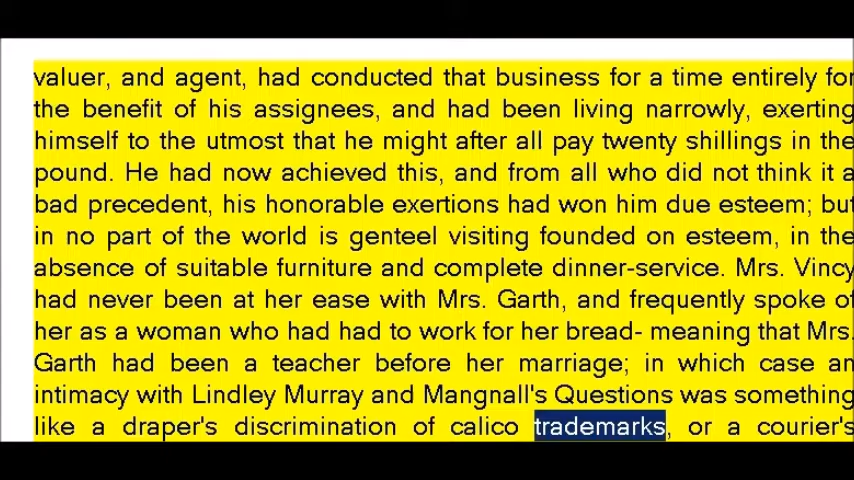 valuer, and agent, had conducted that business for a time entirely for
the benefit of his assignees, and had been living narrowly, exerting
himself to the utmost that he might after all pay twenty shillings in the
pound. He had now achieved this, and from all who did not think it a
bad precedent, his honorable exertions had won him due esteem; but
in no part of the world is genteel visiting founded on esteem, in the
absence of suitable furniture and complete dinner-service. Mrs. Vincy
had never been at her ease with Mrs. Garth, and frequently spoke of
her as a woman who had had to work for her bread- meaning that Mrs.
Garth had been a teacher before her marriage; in which case an
intimacy with Lindley Murray and Mangnall's Questions was something
like a draper's discrimination of calico trademarks, or a courier's